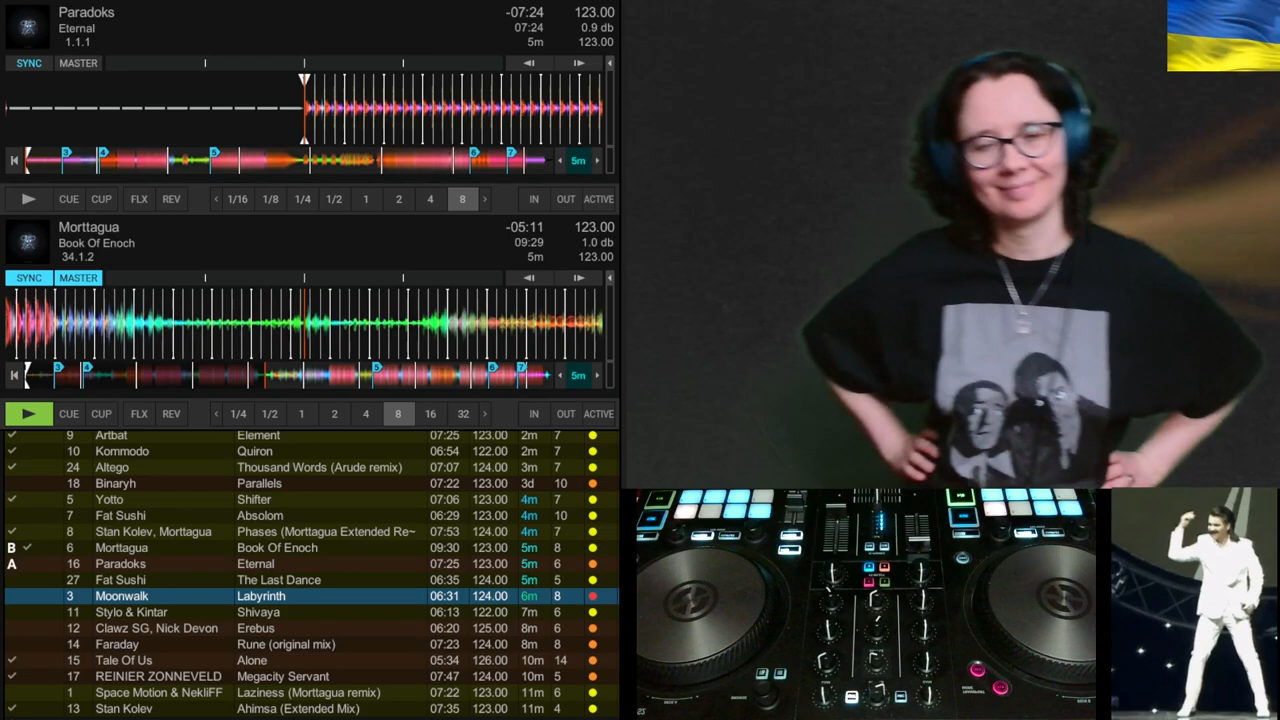 Paradoks -07:24 123.00
Eternal 07:24 0.9 db
1.1.1 5m 123.00
SYNC MASTER
3 4 5 6 7 5m
CUE CUP FLX REV 1/16 1/8 1/4 1/2 1 2 4 8 IN OUT ACTIVE
Morttagua -05:11 123.00
Book Of Enoch 09:29 1.0 db
34.1.2 5m 123.00
SYNC MASTER
3 4 5 6 7 5m
CUE CUP FLX REV 1/4 1/2 1 2 4 8 16 32 IN OUT ACTIVE
9 Artbat Element 07:25 123.00 2m 7
10 Kommodo Quiron 06:54 122.00 2m 7
24 Altego Thousand Words (Arude remix) 07:07 124.00 3m 7
18 Binaryh Parallels 07:22 123.00 3d 10
5 Yotto Shifter 07:06 123.00 4m 7
7 Fat Sushi Absolom 06:29 123.00 4m 10
8 Stan Kolev, Morttagua Phases (Morttagua Extended Re~ 07:53 124.00 4m 7
B 6 Morttagua Book Of Enoch 09:30 123.00 5m 8
A 16 Paradoks Eternal 07:25 123.00 5m 6
27 Fat Sushi The Last Dance 06:35 124.00 5m 5
3 Moonwalk Labyrinth 06:31 124.00 6m 8
11 Stylo & Kintar Shivaya 06:13 122.00 7m 6
12 Clawz SG, Nick Devon Erebus 06:20 125.00 8m 6
14 Faraday Rune (original mix) 07:23 124.00 8m 8
15 Tale Of Us Alone 05:34 126.00 10m 14
17 REINIER ZONNEVELD Megacity Servant 07:47 124.00 10m 5
1 Space Motion & NekliFF Laziness (Morttagua remix) 07:22 123.00 11m 6
13 Stan Kolev Ahimsa (Extended Mix) 07:35 124.00 11m 4